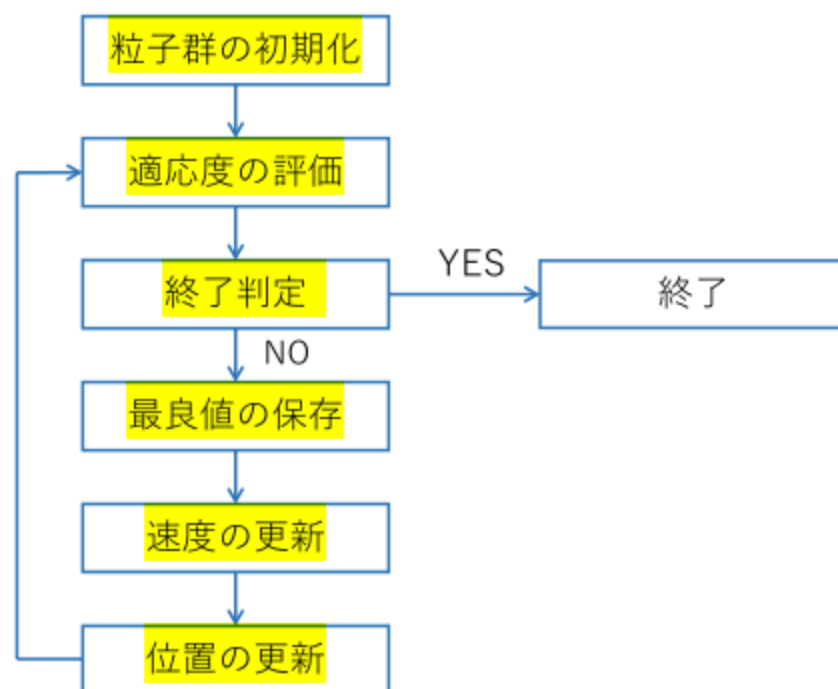 粒子群の初期化
適応度の評価
終了判定
YES
終了
NO
最良値の保存
速度の更新
位置の更新